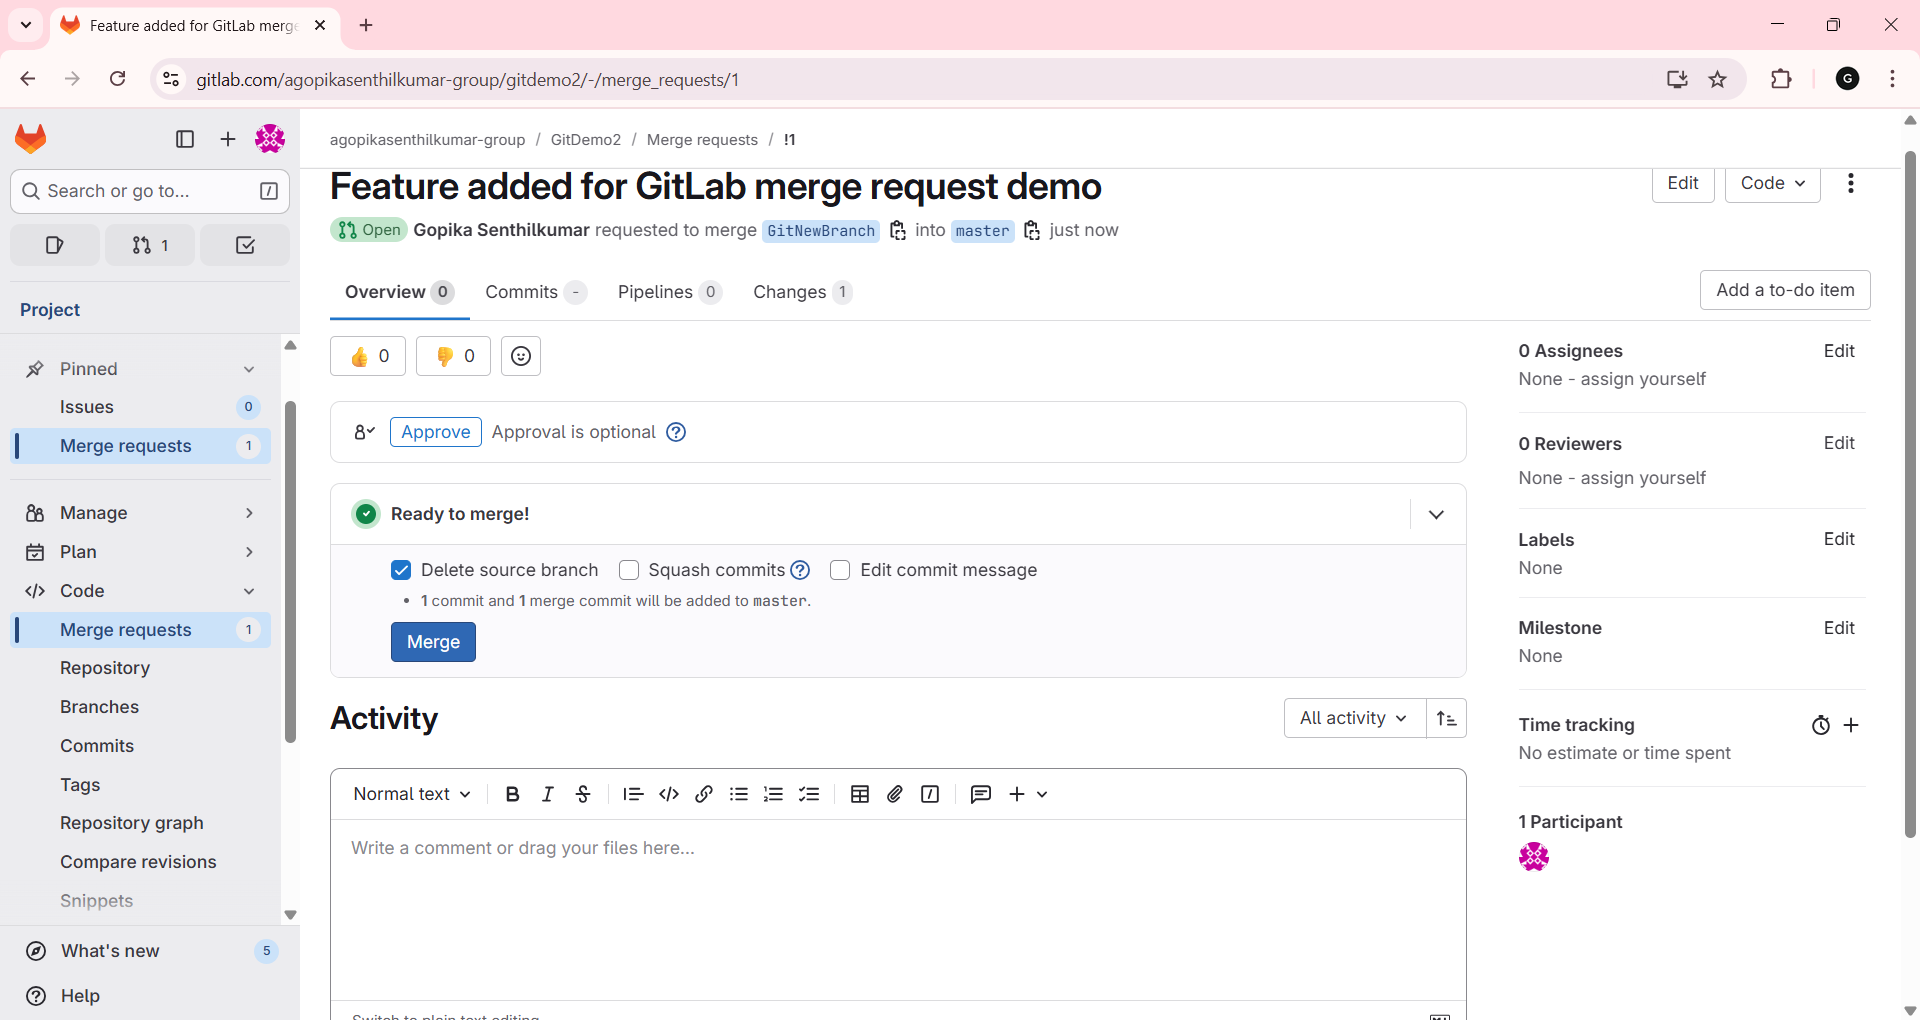 Feature added for GitLab merge
gitlab.com/agopikasenthilkumar-group/gitdemo2/-/merge_requests/1
G
agopikasenthilkumar-group / GitDemo2 / Merge requests / !1
Search or go to... /
1
Project
Pinned
Issues 0
Merge requests 1
Manage
Plan
Code
Merge requests 1
Repository
Branches
Commits
Tags
Repository graph
Compare revisions
Snippets
What's new 5
Help
Feature added for GitLab merge request demo
Edit
Code
Open Gopika Senthilkumar requested to merge GitNewBranch into master just now
Overview 0 Commits - Pipelines 0 Changes 1
Add a to-do item
0 0
Approve Approval is optional
Ready to merge!
Delete source branch Squash commits Edit commit message
• 1 commit and 1 merge commit will be added to master.
Merge
Activity
All activity
Normal text
Write a comment or drag your files here...
Switch to plain text editing
0 Assignees Edit
None - assign yourself
0 Reviewers Edit
None - assign yourself
Labels Edit
None
Milestone Edit
None
Time tracking
No estimate or time spent
1 Participant